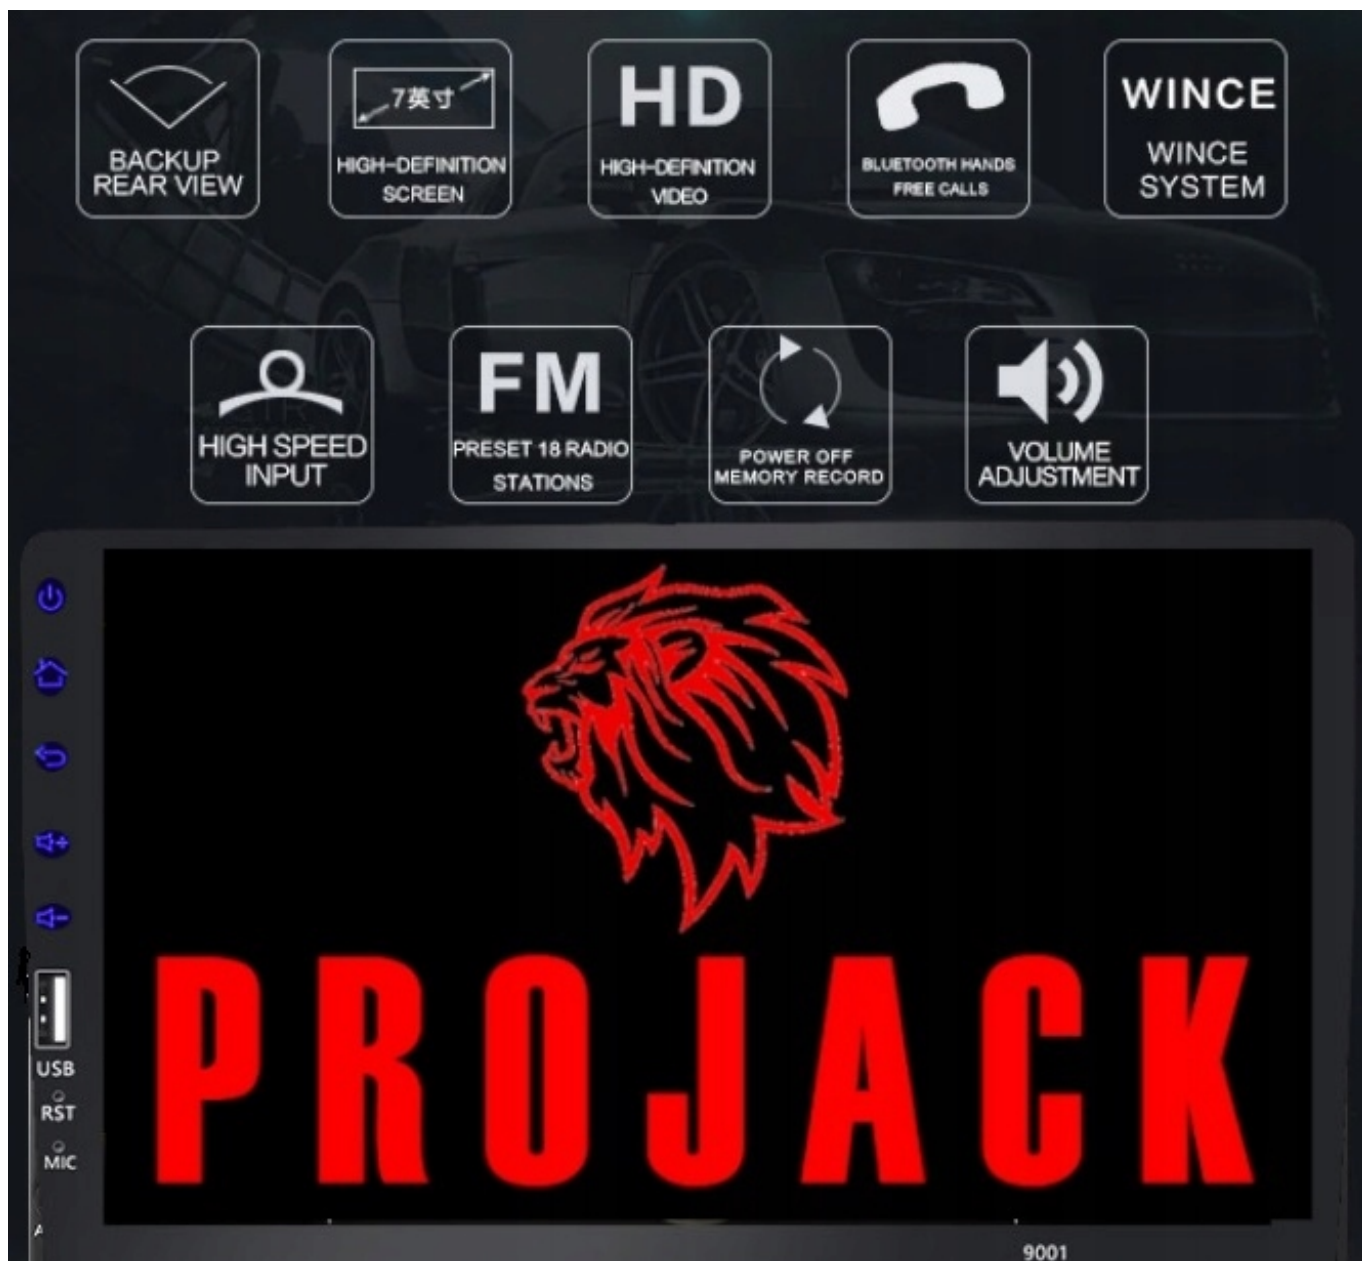 BACKUP
REAR VIEW
7英寸
HIGH-DEFINITION
SCREEN
HD
HIGH-DEFINITION
VIDEO
BLUETOOTH HANDS
FREE CALLS
WINCE
WINCE
SYSTEM
HIGH SPEED
INPUT
FM
PRESET 18 RADIO
STATIONS
POWER OFF
MEMORY RECORD
VOLUME
ADJUSTMENT
PROJACK
USB
RST
MIC
9001